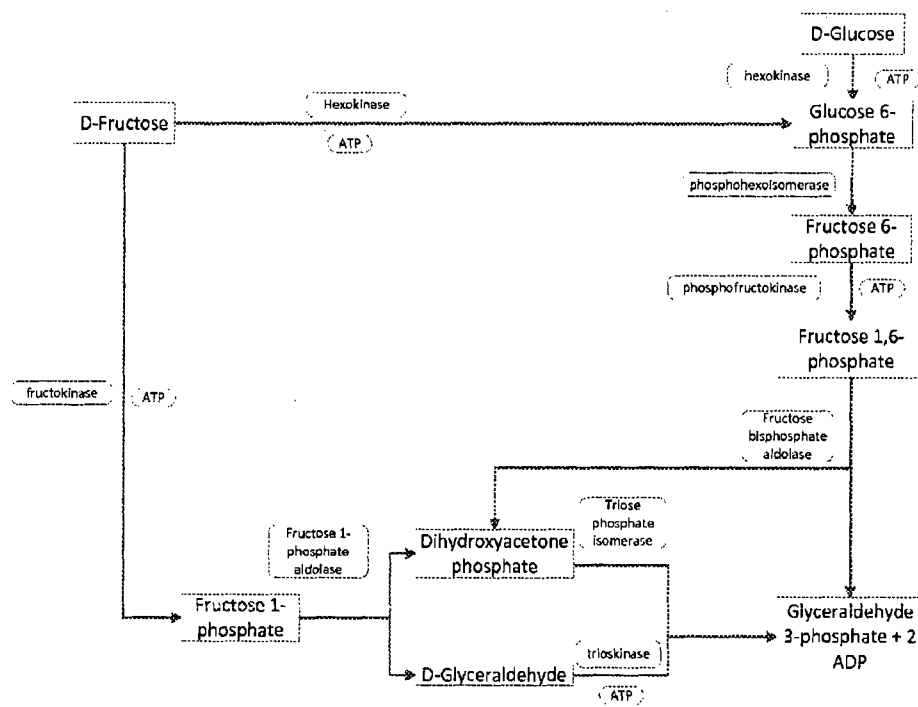 D-Glucose
hexokinase
ATP
Hexokinase
D-Fructose
ATP
Glucose 6-
phosphate
phosphohexoisomerase
Fructose 6-
phosphate
phosphofructokinase
ATP
Fructose 1,6-
phosphate
fructokinase
ATP
Fructose
bisphosphate
aldolase
Fructose 1-
phosphate
aldolase
Dihydroxyacetone
phosphate
Triose
phosphate
isomerase
Fructose 1-
phosphate
Glyceraldehyde
3-phosphate + 2
ADP
D-Glyceraldehyde
trioskinase
ATP